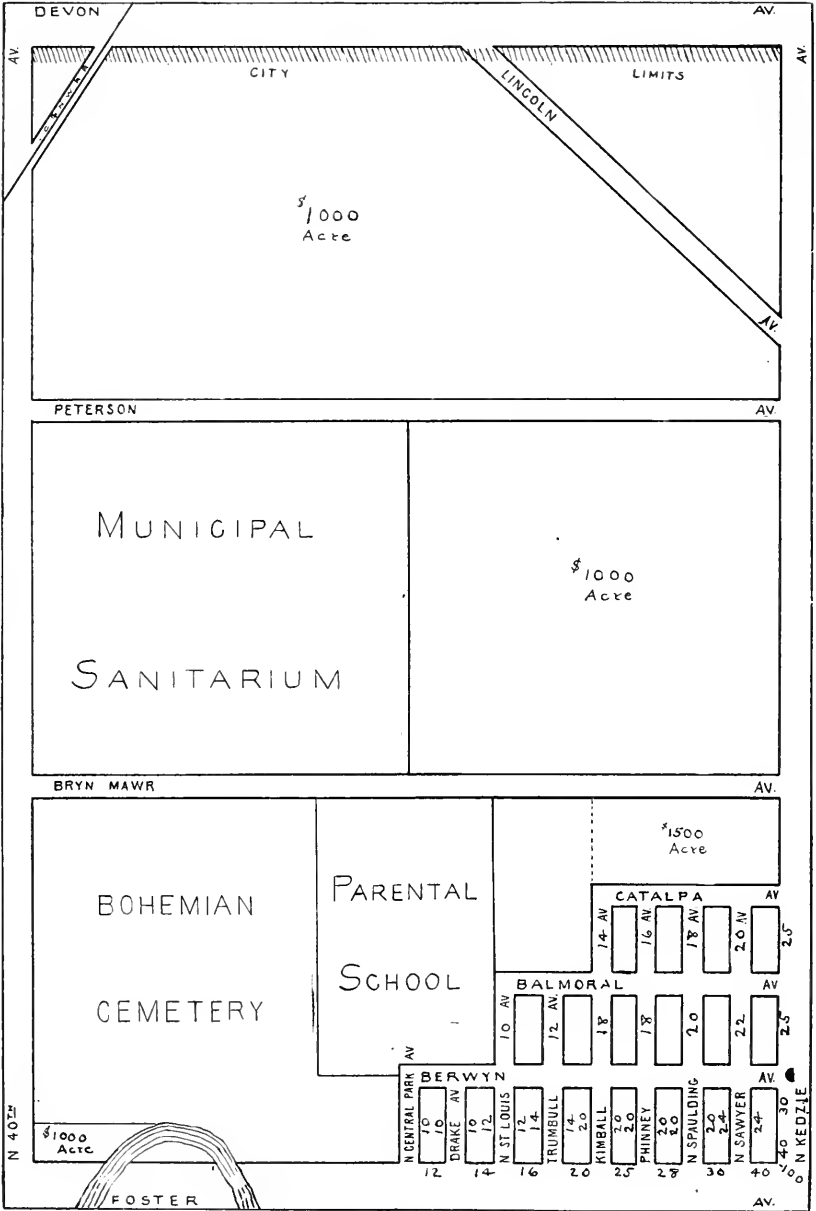 DEVON AV.
AV. AV.
CITY LINCOLN LIMITS
$1000
Acre
AV.
PETERSON AV.
MUNICIPAL
$1000
Acre
SANITARIUM
BRYN MAWR AV.
$1500
Acre
PARENTAL
BOHEMIAN
CATALPA AV
14 AV 16 AV. 18 AV. 20 AV 25
SCHOOL
BALMORAL AV
CEMETERY
10 AV 12 AV. 18 18 20 22 25
AV
BERWYN AV.
N 40TH
$1000
Acre
N CENTRAL PARK 10 10 DRAKE AV 10 12 N ST LOUIS 12 14 TRUMBULL 14 20 KIMBALL 20 20 PHINNEY 20 20 N SPAULDING 20 24 N SAWYER 24 30 40 100 N KEDZIE
12 14 16 20 25 28 30 40
FOSTER AV.